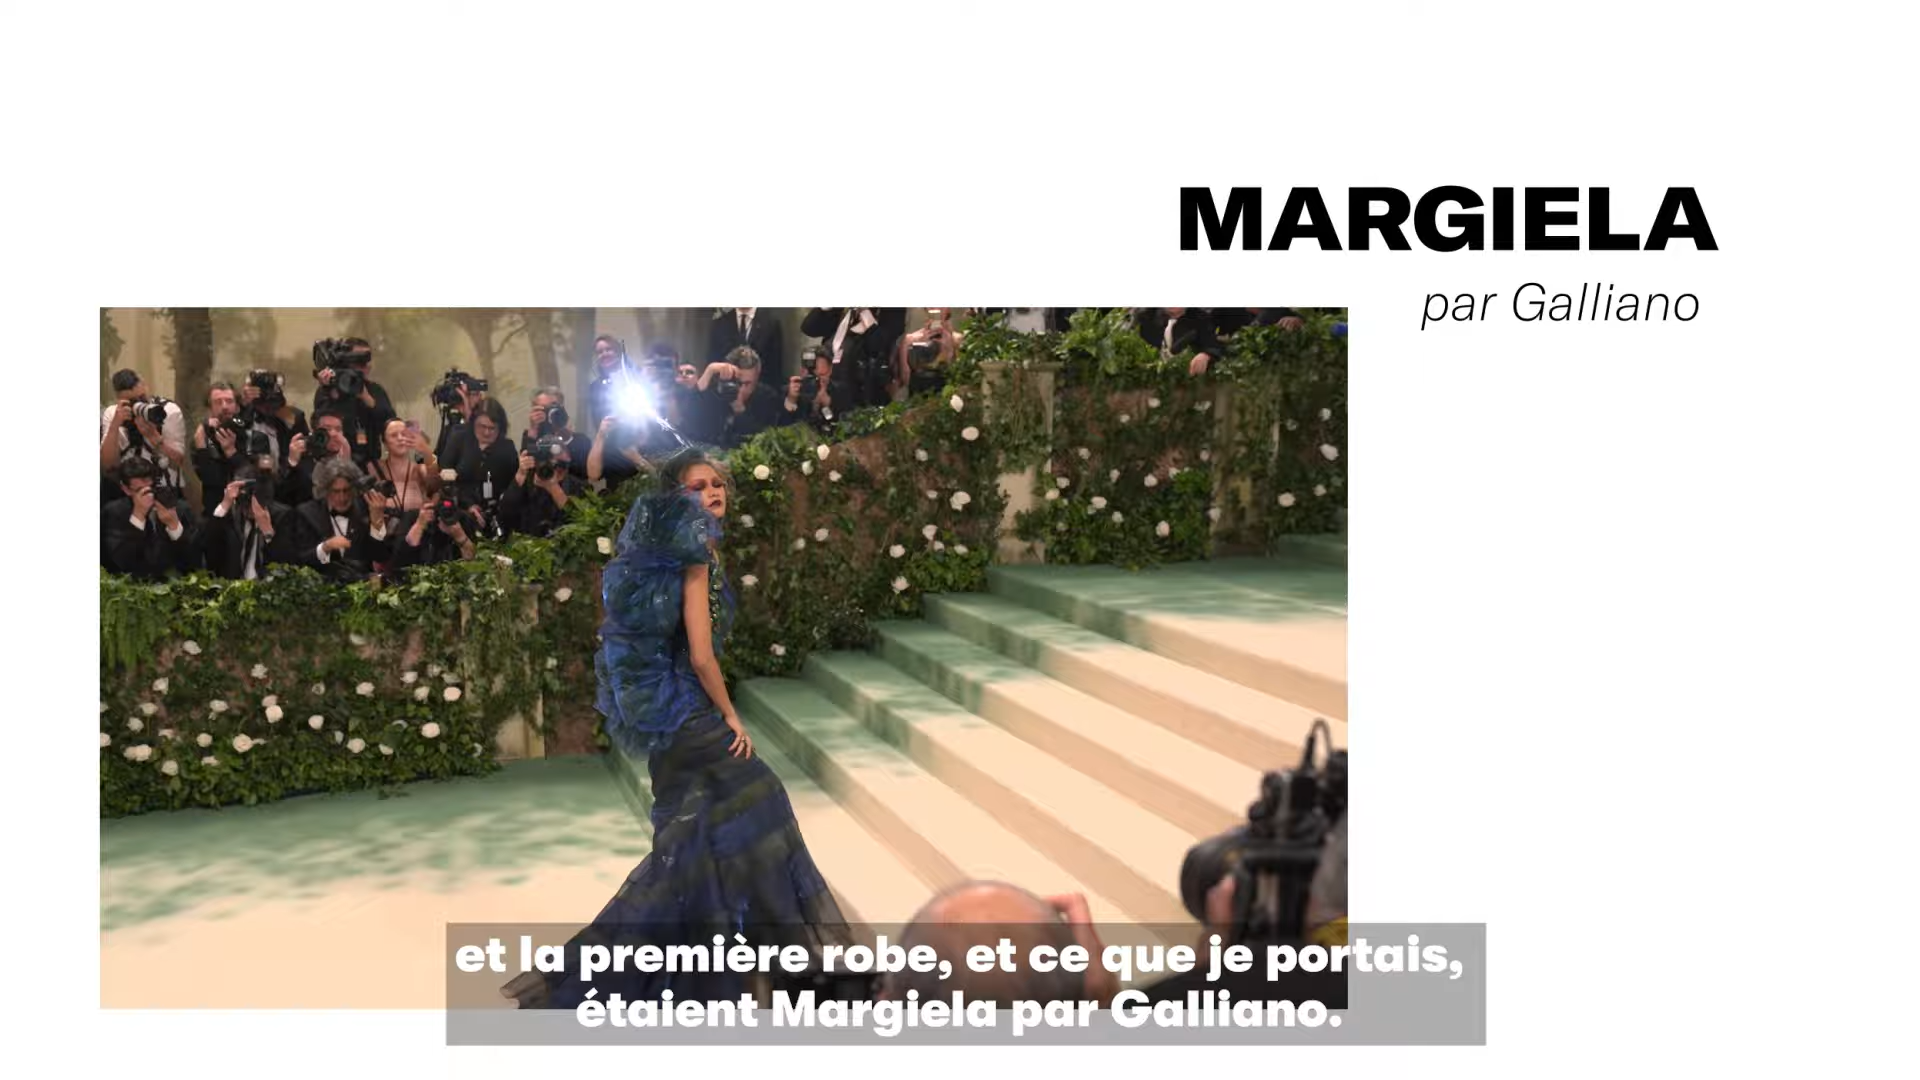 MARGIELA
par Galliano
et la première robe, et ce que je portais,
étaient Margiela par Galliano.